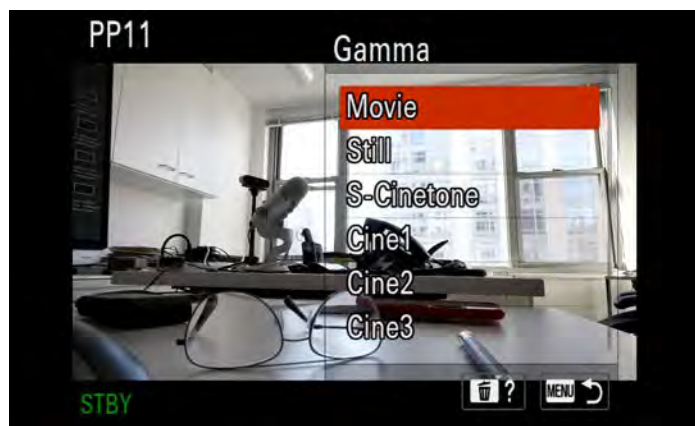 PP11
Gamma
Movie
Still
S-Cinetone
Cine1
Cine2
Cine3
STBY
?
MENU